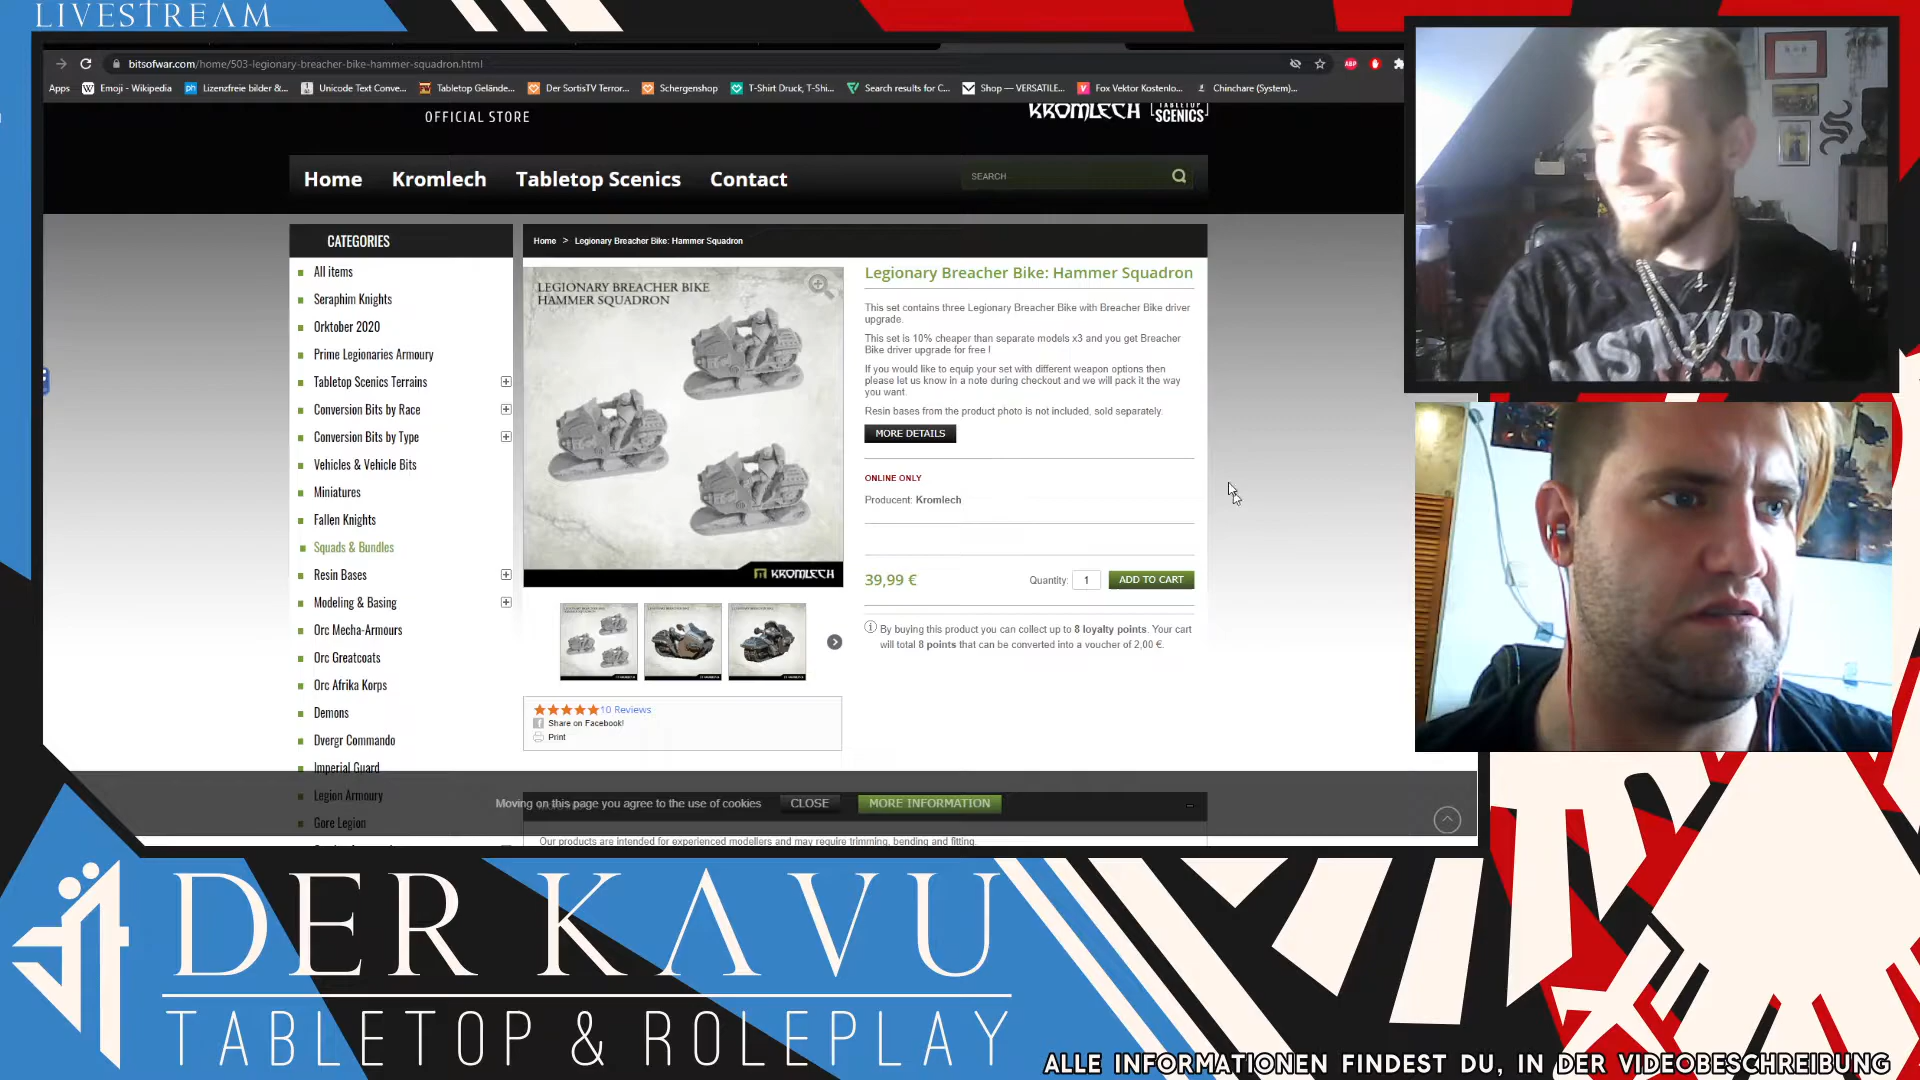 LIVESTREAM
bitsofwar.com/home/503-legionary-breacher-bike-hammer-squadron.html
Apps
Emoji - Wikipedia
Lizenzfreie bilder &...
Unicode Text Conve...
Tabletop Gelände...
Der SortisTV Terror...
Schergenshop
T-Shirt Druck, T-Shi...
Search results for C...
Shop — VERSATILE...
Fox Vektor Kostenlo...
Chinchare (System)...
OFFICIAL STORE
KROMLECH
TABLETOP
SCENICS
Home
Kromlech
Tabletop Scenics
Contact
SEARCH
CATEGORIES
All items
Seraphim Knights
Orktober 2020
Prime Legionaries Armoury
Tabletop Scenics Terrains
Conversion Bits by Race
Conversion Bits by Type
Vehicles & Vehicle Bits
Miniatures
Fallen Knights
Squads & Bundles
Resin Bases
Modeling & Basing
Orc Mecha-Armours
Orc Greatcoats
Orc Afrika Korps
Demons
Dvergr Commando
Imperial Guard
Legion Armoury
Gore Legion
Home > Legionary Breacher Bike: Hammer Squadron
LEGIONARY BREACHER BIKE
HAMMER SQUADRON
KROMLECH
10 Reviews
Share on Facebook!
Print
Legionary Breacher Bike: Hammer Squadron
This set contains three Legionary Breacher Bike with Breacher Bike driver
upgrade.
This set is 10% cheaper than separate models x3 and you get Breacher
Bike driver upgrade for free !
If you would like to equip your set with different weapon options then
please let us know in a note during checkout and we will pack it the way
you want.
Resin bases from the product photo is not included, sold separately.
MORE DETAILS
ONLINE ONLY
Producent: Kromlech
39,99 €
Quantity: 1
ADD TO CART
By buying this product you can collect up to 8 loyalty points. Your cart
will total 8 points that can be converted into a voucher of 2,00 €.
Moving on this page you agree to the use of cookies
CLOSE
MORE INFORMATION
Our products are intended for experienced modellers and may require trimming, bending and fitting.
DER KAVU
TABLETOP & ROLEPLAY
ALLE INFORMATIONEN FINDEST DU, IN DER VIDEOBESCHREIBUNG